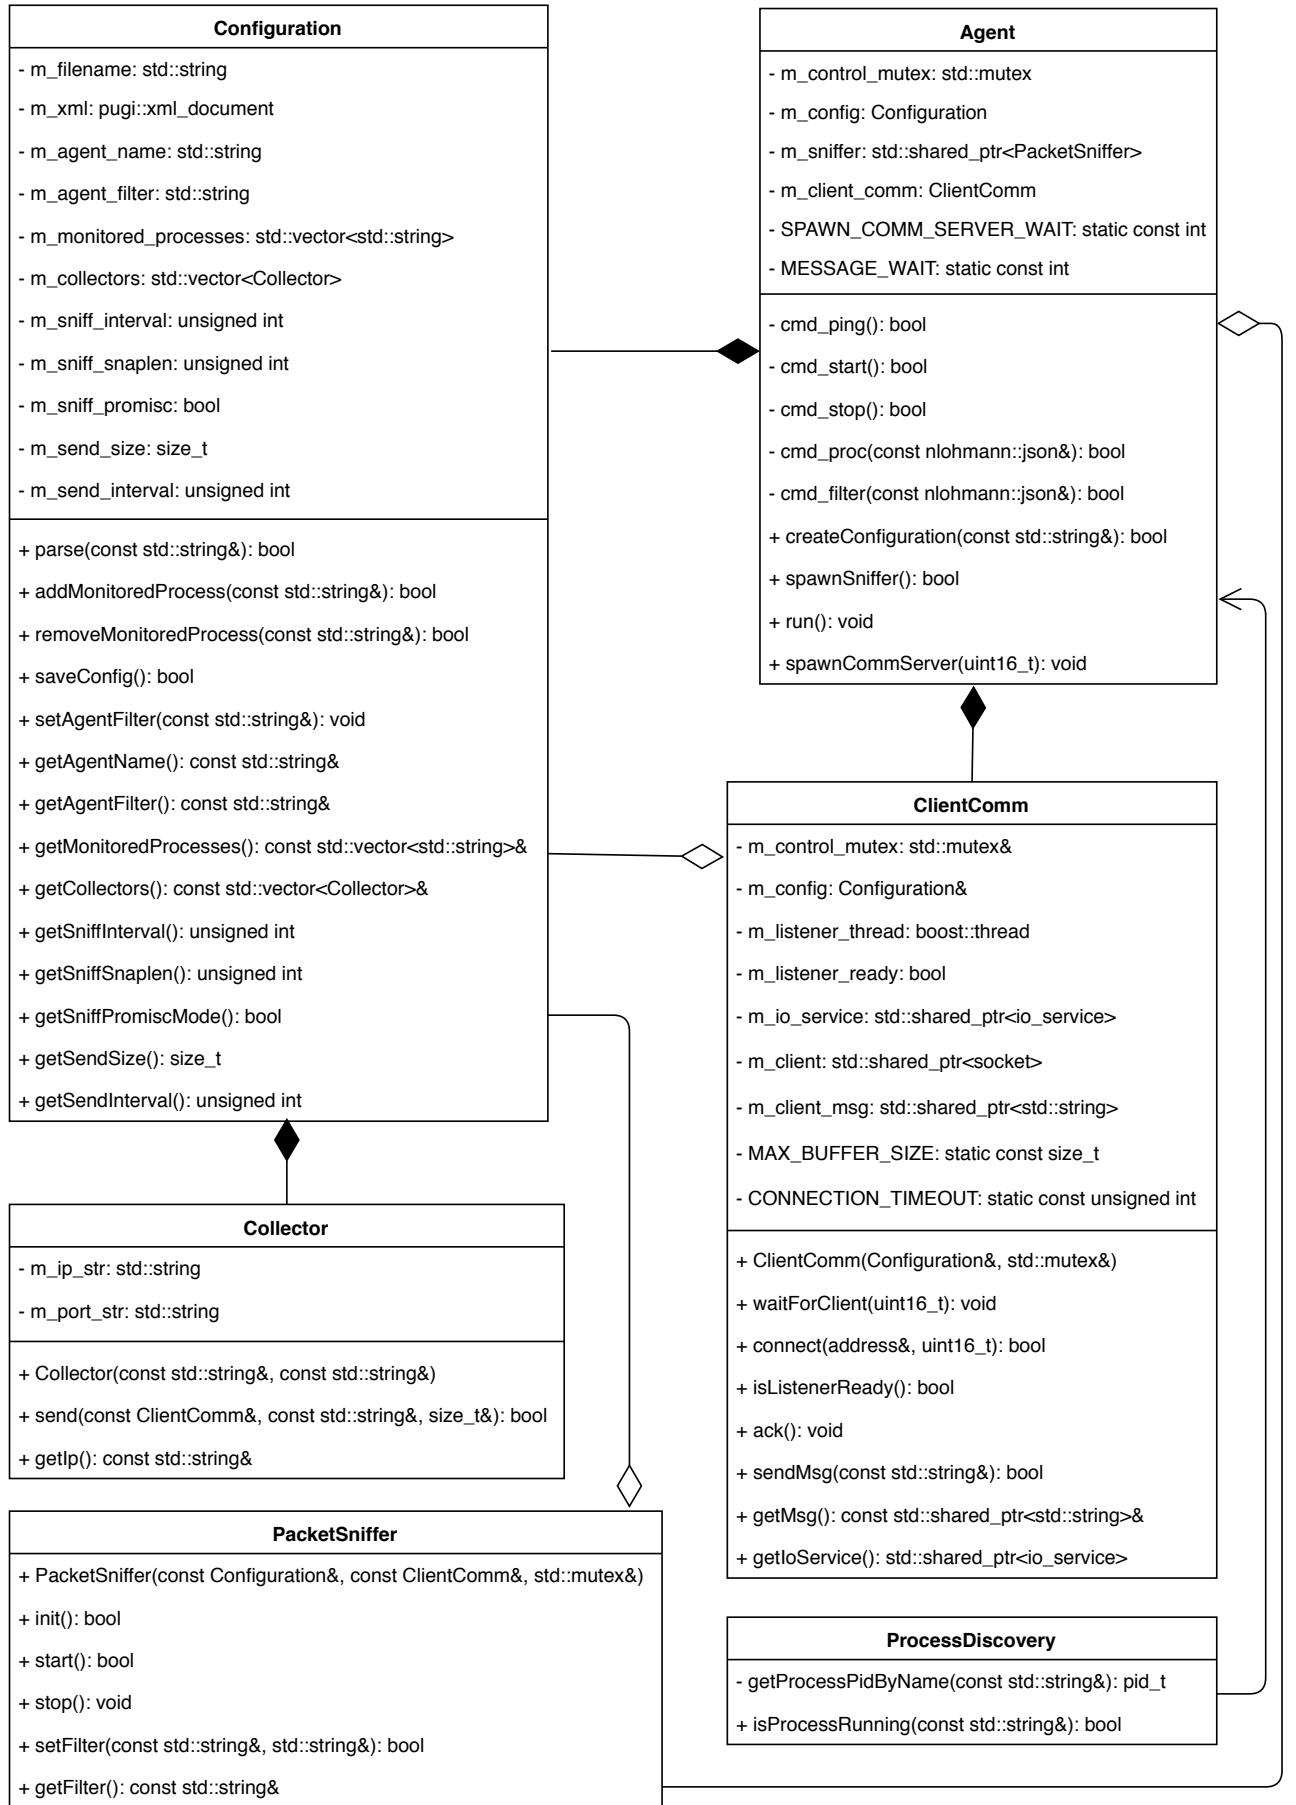 Configuration
- m_filename: std::string
- m_xml: pugi::xml_document
- m_agent_name: std::string
- m_agent_filter: std::string
- m_monitored_processes: std::vector<std::string>
- m_collectors: std::vector<Collector>
- m_sniff_interval: unsigned int
- m_sniff_snaplen: unsigned int
- m_sniff_promisc: bool
- m_send_size: size_t
- m_send_interval: unsigned int
+ parse(const std::string&): bool
+ addMonitoredProcess(const std::string&): bool
+ removeMonitoredProcess(const std::string&): bool
+ saveConfig(): bool
+ setAgentFilter(const std::string&): void
+ getAgentName(): const std::string&
+ getAgentFilter(): const std::string&
+ getMonitoredProcesses(): const std::vector<std::string>&
+ getCollectors(): const std::vector<Collector>&
+ getSniffInterval(): unsigned int
+ getSniffSnaplen(): unsigned int
+ getSniffPromiscMode(): bool
+ getSendSize(): size_t
+ getSendInterval(): unsigned int
Agent
- m_control_mutex: std::mutex
- m_config: Configuration
- m_sniffer: std::shared_ptr<PacketSniffer>
- m_client_comm: ClientComm
- SPAWN_COMM_SERVER_WAIT: static const int
- MESSAGE_WAIT: static const int
- cmd_ping(): bool
- cmd_start(): bool
- cmd_stop(): bool
- cmd_proc(const nlohmann::json&): bool
- cmd_filter(const nlohmann::json&): bool
+ createConfiguration(const std::string&): bool
+ spawnSniffer(): bool
+ run(): void
+ spawnCommServer(uint16_t): void
ClientComm
- m_control_mutex: std::mutex&
- m_config: Configuration&
- m_listener_thread: boost::thread
- m_listener_ready: bool
- m_io_service: std::shared_ptr<io_service>
- m_client: std::shared_ptr<socket>
- m_client_msg: std::shared_ptr<std::string>
- MAX_BUFFER_SIZE: static const size_t
- CONNECTION_TIMEOUT: static const unsigned int
+ ClientComm(Configuration&, std::mutex&)
+ waitForClient(uint16_t): void
+ connect(address&, uint16_t): bool
+ isListenerReady(): bool
+ ack(): void
+ sendMsg(const std::string&): bool
+ getMsg(): const std::shared_ptr<std::string>&
+ getIoService(): std::shared_ptr<io_service>
Collector
- m_ip_str: std::string
- m_port_str: std::string
+ Collector(const std::string&, const std::string&)
+ send(const ClientComm&, const std::string&, size_t&): bool
+ getIp(): const std::string&
PacketSniffer
+ PacketSniffer(const Configuration&, const ClientComm&, std::mutex&)
+ init(): bool
+ start(): bool
+ stop(): void
+ setFilter(const std::string&, std::string&): bool
+ getFilter(): const std::string&
ProcessDiscovery
- getProcessPidByName(const std::string&): pid_t
+ isProcessRunning(const std::string&): bool